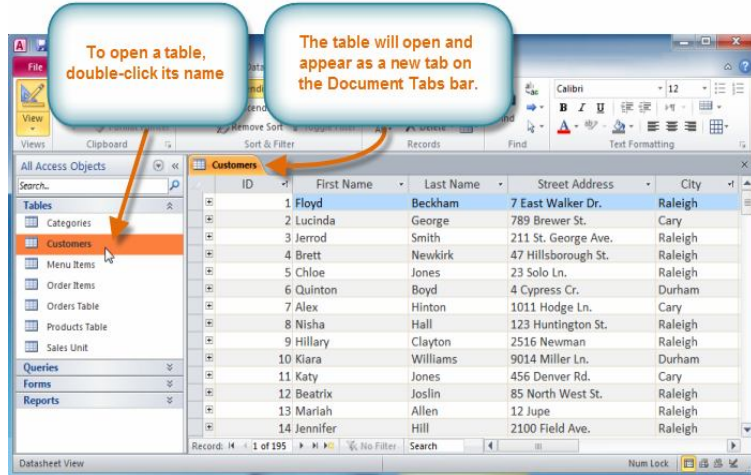 To open a table,
double-click its name
The table will open and
appear as a new tab on
the Document Tabs bar.
File
View
Views
Clipboard
Remove Sort
Sort & Filter
Records
Find
Calibri
12
B I U
Text Formatting
All Access Objects
Search..
Tables
Categories
Customers
Menu Items
Order Items
Orders Table
Products Table
Sales Unit
Queries
Forms
Reports
Customers
ID First Name Last Name Street Address City
1 Floyd Beckham 7 East Walker Dr. Raleigh
2 Lucinda George 789 Brewer St. Cary
3 Jerrod Smith 211 St. George Ave. Raleigh
4 Brett Newkirk 47 Hillsborough St. Raleigh
5 Chloe Jones 23 Solo Ln. Raleigh
6 Quinton Boyd 4 Cypress Cr. Durham
7 Alex Hinton 1011 Hodge Ln. Cary
8 Nisha Hall 123 Huntington St. Raleigh
9 Hillary Clayton 2516 Newman Raleigh
10 Kiara Williams 9014 Miller Ln. Durham
11 Katy Jones 456 Denver Rd. Cary
12 Beatrix Joslin 85 North West St. Raleigh
13 Mariah Allen 12 Jupe Raleigh
14 Jennifer Hill 2100 Field Ave. Raleigh
Record: 1 of 195 No Filter Search
Datasheet View Num Lock